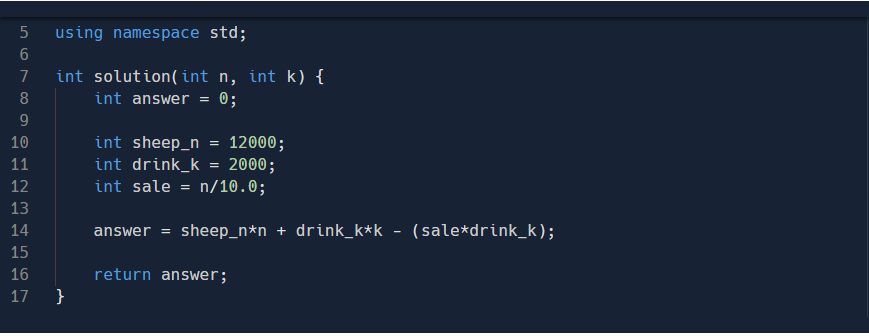 5 using namespace std;
6
7 int solution(int n, int k) {
8     int answer = 0;
9
10     int sheep_n = 12000;
11     int drink_k = 2000;
12     int sale = n/10.0;
13
14     answer = sheep_n*n + drink_k*k - (sale*drink_k);
15
16     return answer;
17 }